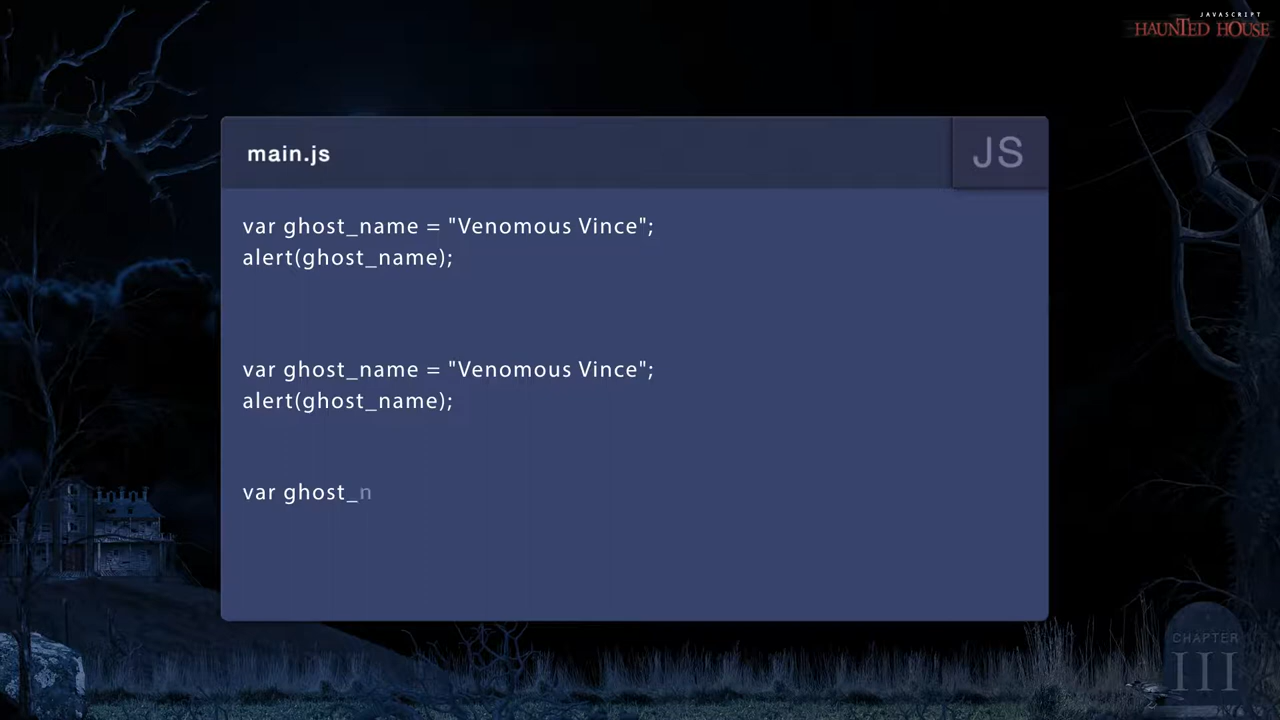 JAVASCRIPT
HAUNTED HOUSE
main.js
JS
var ghost_name = "Venomous Vince";
alert(ghost_name);
var ghost_name = "Venomous Vince";
alert(ghost_name);
var ghost_n
CHAPTER
III